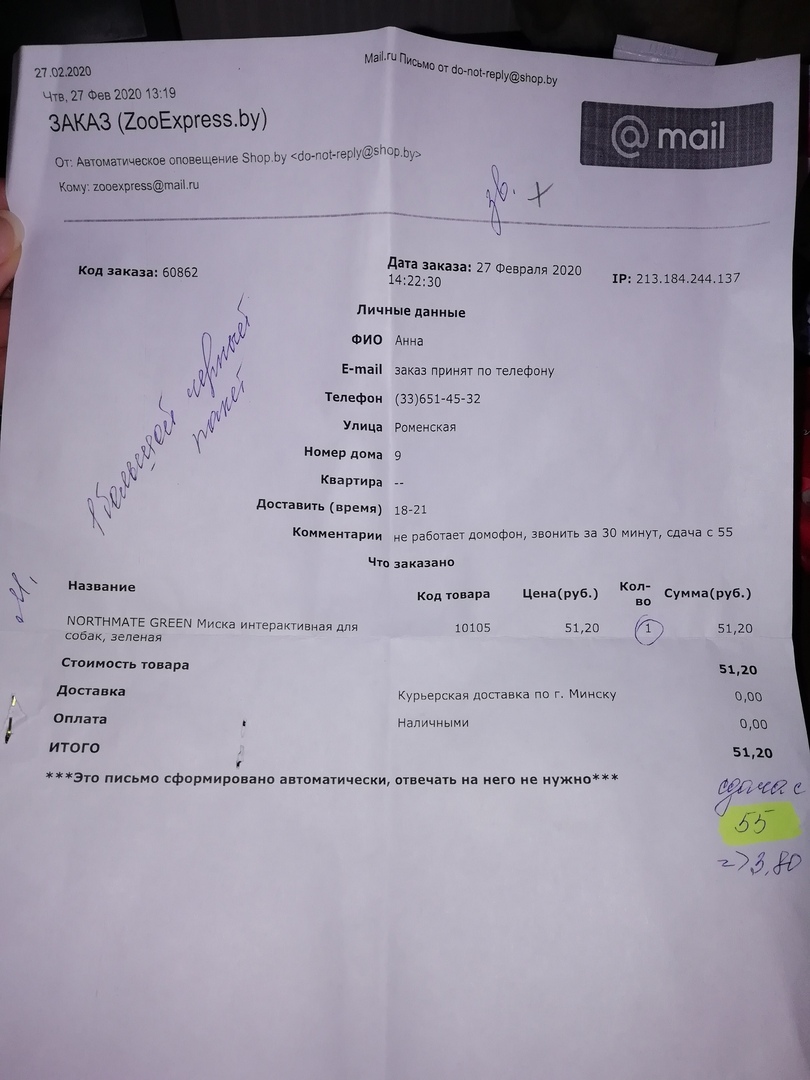 27.02.2020
Mail.ru Письмо от do-not-reply@shop.by
Чтв, 27 Фев 2020 13:19
ЗАКАЗ (ZooExpress.by)
@ mail
От: Автоматическое оповещение Shop.by <do-not-reply@shop.by>
Кому: zooexpress@mail.ru
зв. +
Код заказа: 60862
Дата заказа: 27 Февраля 2020
14:22:30
IP: 213.184.244.137
Личные данные
ФИО Анна
E-mail заказ принят по телефону
Телефон (33)651-45-32
Улица Роменская
Номер дома 9
Квартира --
Доставить (время) 18-21
Комментарии не работает домофон, звонить за 30 минут, сдача с 55
большой черный
пакет
Что заказано
Название Код товара Цена(руб.) Кол-во Сумма(руб.)
NORTHMATE GREEN Миска интерактивная для собак, зеленая 10105 51,20 1 51,20
Стоимость товара 51,20
Доставка Курьерская доставка по г. Минску 0,00
Оплата Наличными 0,00
ИТОГО 51,20
***Это письмо сформировано автоматически, отвечать на него не нужно***
сдача с
55
=>3,80